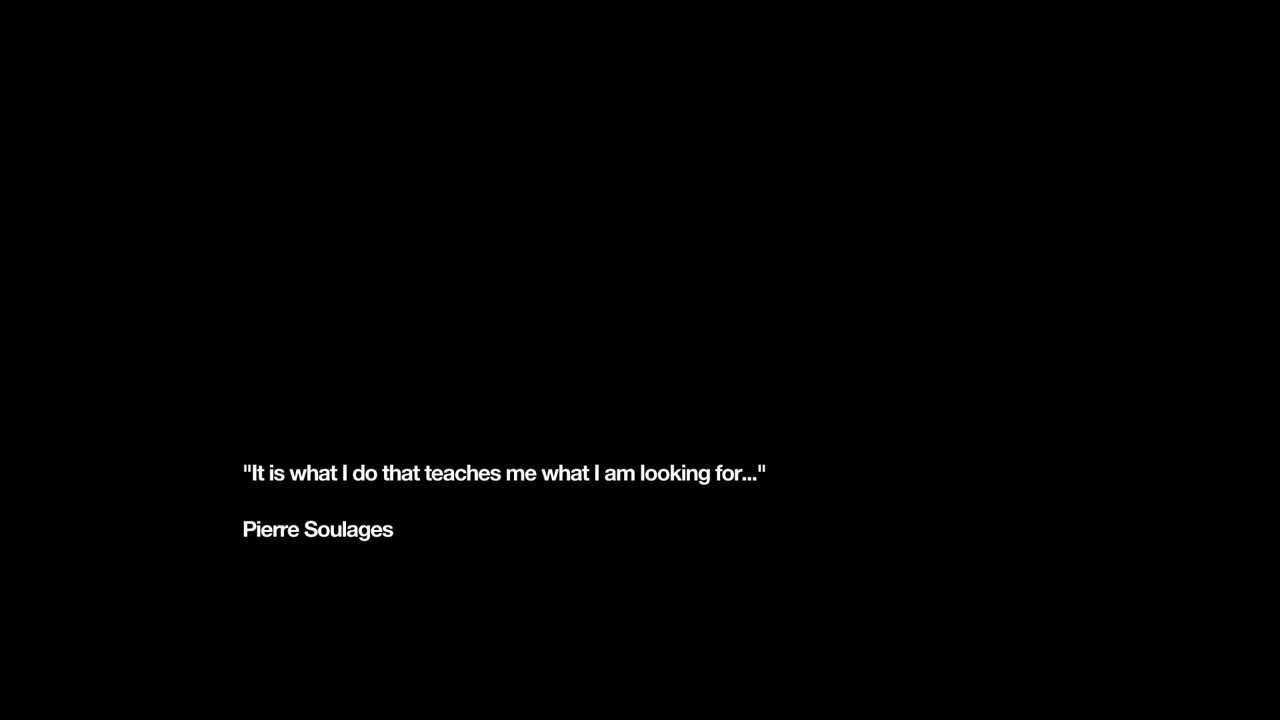 "It is what I do that teaches me what I am looking for..."
Pierre Soulages